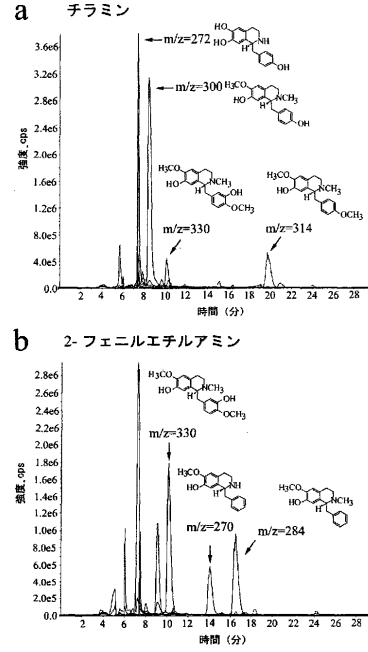 a
チラミン
m/z=272
HO
HO
NH
H
OH
m/z=300
H3CO
HO
N-CH3
H
OH
H3CO
HO
N-CH3
H
OH
OCH3
m/z=330
H3CO
HO
N-CH3
H
OCH3
m/z=314
強度, cps
3.6e6
3.2e6
2.8e6
2.4e6
2.0e6
1.6e6
1.2e6
8.0e5
4.0e5
0.0
2 4 6 8 10 12 14 16 18 20 22 24 26 28
時間 (分)
b
2- フェニルエチルアミン
H3CO
HO
N-CH3
H
OH
OCH3
m/z=330
H3CO
HO
NH
H
m/z=270
H3CO
HO
N-CH3
H
m/z=284
強度, cps
2.8e6
2.6e6
2.4e6
2.2e6
2.0e6
1.8e6
1.6e6
1.4e6
1.2e6
1.0e6
8.0e5
6.0e5
4.0e5
2.0e5
0.0
2 4 6 8 10 12 14 16 18 20 22 24 26 28
時間 (分)